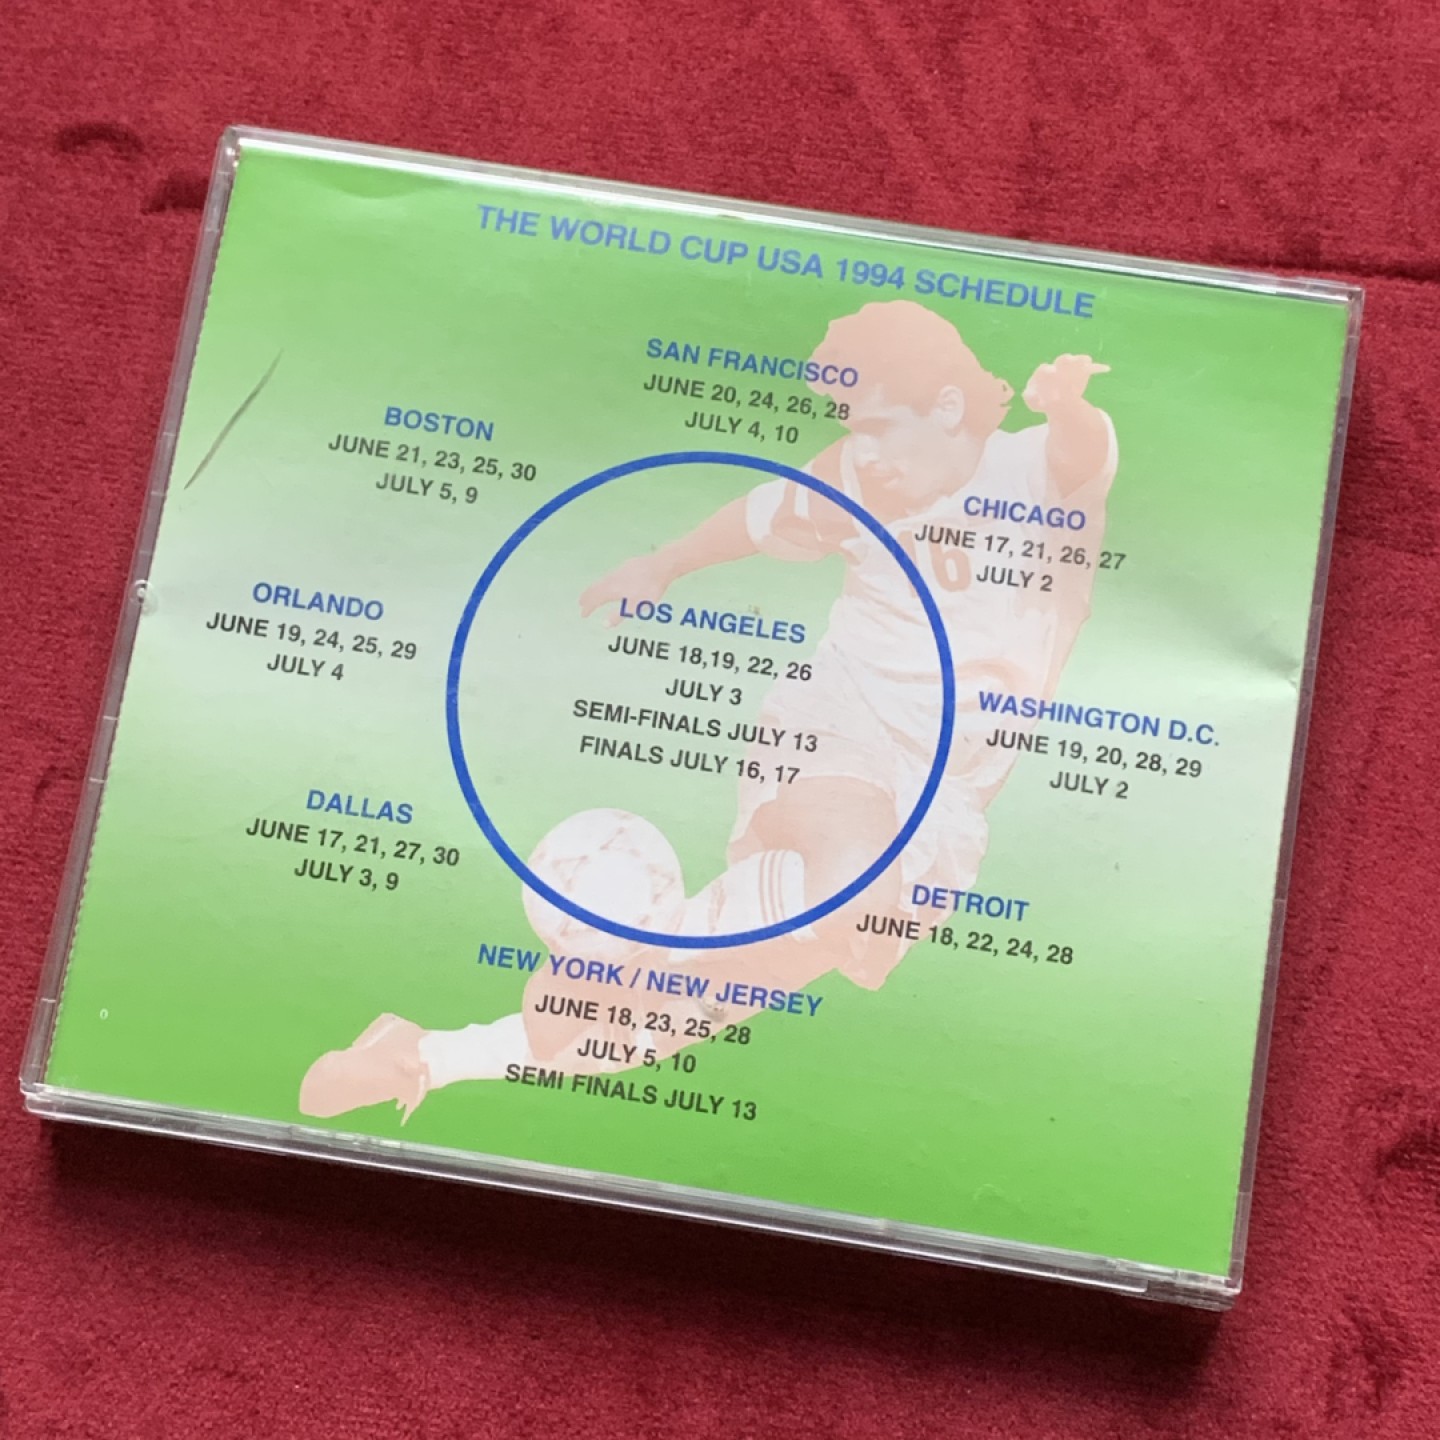 THE WORLD CUP USA 1994 SCHEDULE
SAN FRANCISCO
JUNE 20, 24, 26, 28
JULY 4, 10
BOSTON
JUNE 21, 23, 25, 30
JULY 5, 9
CHICAGO
JUNE 17, 21, 26, 27
JULY 2
16
ORLANDO
JUNE 19, 24, 25, 29
JULY 4
LOS ANGELES
JUNE 18,19, 22, 26
JULY 3
SEMI-FINALS JULY 13
FINALS JULY 16, 17
WASHINGTON D.C.
JUNE 19, 20, 28, 29
JULY 2
DALLAS
JUNE 17, 21, 27, 30
JULY 3, 9
DETROIT
JUNE 18, 22, 24, 28
NEW YORK / NEW JERSEY
JUNE 18, 23, 25, 28
JULY 5, 10
SEMI FINALS JULY 13